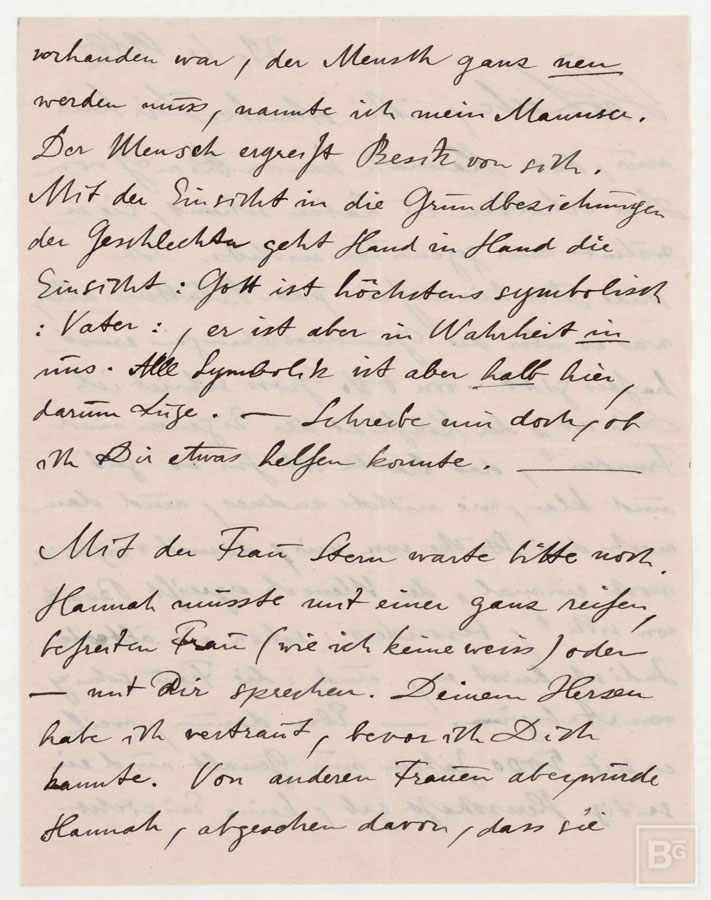 vorhanden war, der Mensch ganz neu
werden muss, nannte ich mein Mannsch.
Der Mensch ergreift Besitz von sich.
Mit der Einsicht in die Grundbeziehungen
der Geschlechter geht Hand in Hand die
Einsicht: Gott ist höchstens symbolisch
: Vater :, er ist aber in Wahrheit in
uns. Alle Symbolik ist aber halb hier,
darum Lüge. — Schreibe mir doch, ob
ich Dir etwas helfen konnte. —
Mit der Frau Stern warte bitte noch.
Hannah müsste mit einer ganz reifen,
befreiten Frau (wie ich keine weiss) oder
— mit Dir sprechen. Deinem Herzen
habe ich vertraut, bevor ich Dich
kannte. Von anderen Frauen aber, würde
Hannah, abgesehen davon, dass sie
BG